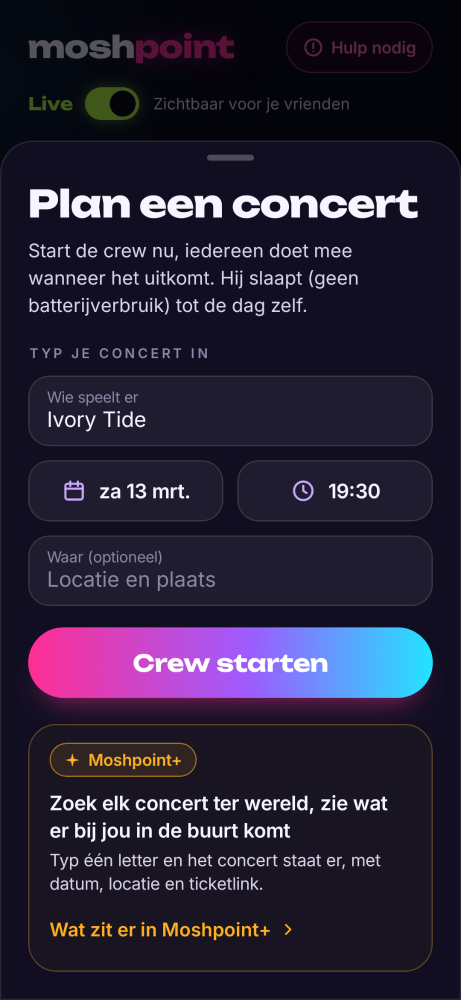 moshpoint
Hulp nodig
Live
Zichtbaar voor je vrienden
Plan een concert
Start de crew nu, iedereen doet mee
wanneer het uitkomt. Hij slaapt (geen
batterijverbruik) tot de dag zelf.
TYP JE CONCERT IN
Wie speelt er
Ivory Tide
za 13 mrt.
19:30
Waar (optioneel)
Locatie en plaats
Crew starten
Moshpoint+
Zoek elk concert ter wereld, zie wat
er bij jou in de buurt komt
Typ één letter en het concert staat er, met
datum, locatie en ticketlink.
Wat zit er in Moshpoint+